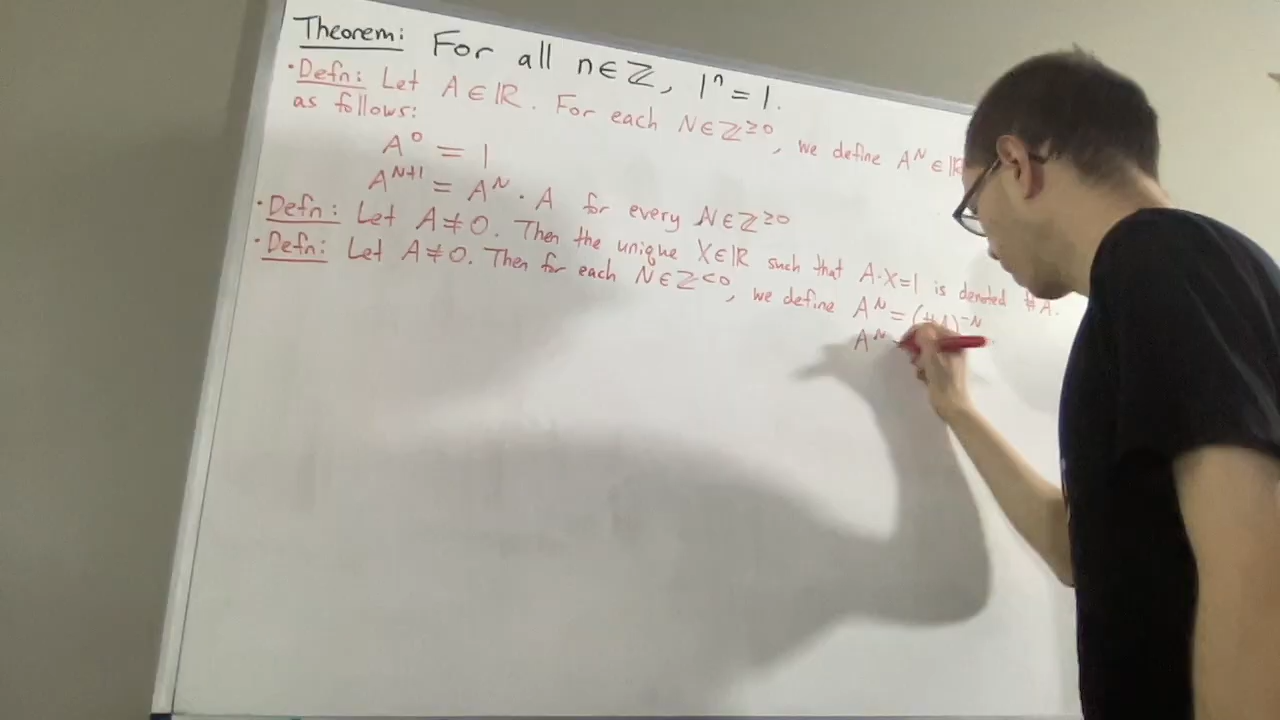 Theorem: For all n∈ℤ, 1ⁿ = 1.
• Defn: Let A∈ℝ. For each N∈ℤ≥0, we define Aᴺ∈ℝ
as follows:
A⁰ = 1
Aᴺ⁺¹ = Aᴺ · A for every N∈ℤ≥0
• Defn: Let A≠0. Then the unique X∈ℝ such that A·X=1 is denoted #A.
• Defn: Let A≠0. Then for each N∈ℤ<0, we define Aᴺ = (#A)⁻ᴺ
Aᴺ